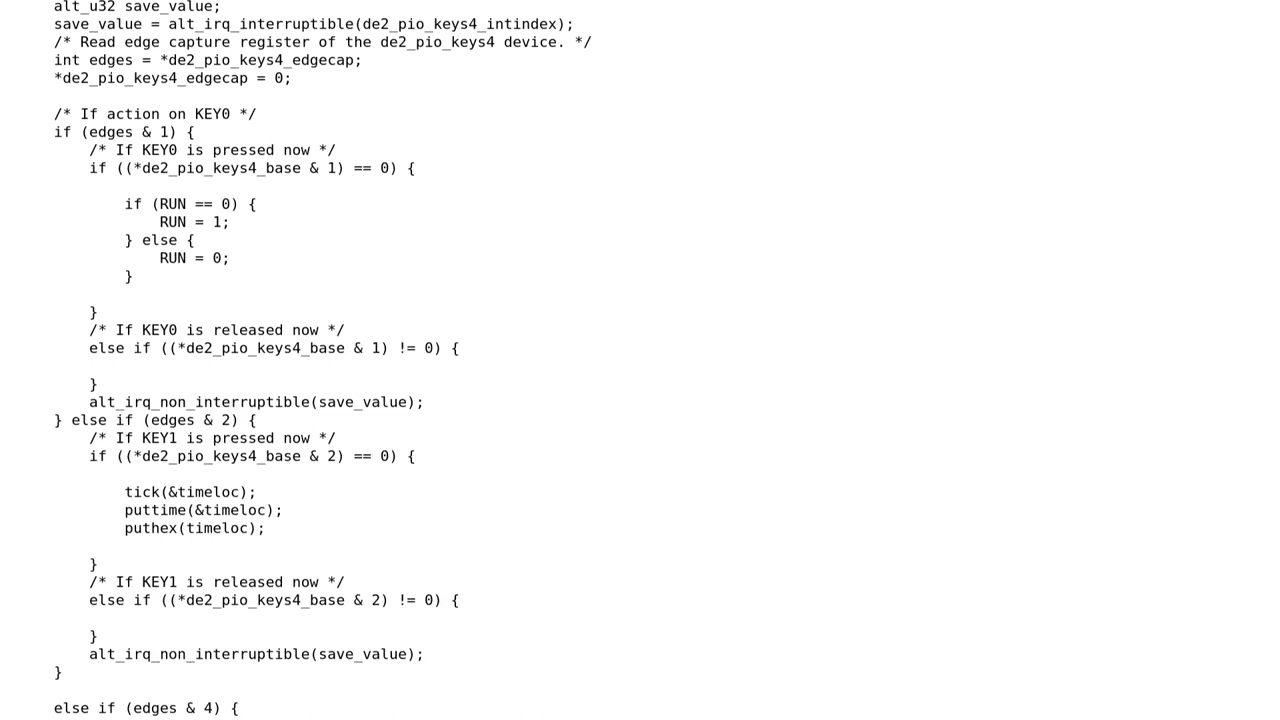 alt_u32 save_value;
save_value = alt_irq_interruptible(de2_pio_keys4_intindex);
/* Read edge capture register of the de2_pio_keys4 device. */
int edges = *de2_pio_keys4_edgecap;
*de2_pio_keys4_edgecap = 0;
/* If action on KEY0 */
if (edges & 1) {
/* If KEY0 is pressed now */
if ((*de2_pio_keys4_base & 1) == 0) {
if (RUN == 0) {
RUN = 1;
} else {
RUN = 0;
}
}
/* If KEY0 is released now */
else if ((*de2_pio_keys4_base & 1) != 0) {
}
alt_irq_non_interruptible(save_value);
} else if (edges & 2) {
/* If KEY1 is pressed now */
if ((*de2_pio_keys4_base & 2) == 0) {
tick(&timeloc);
puttime(&timeloc);
puthex(timeloc);
}
/* If KEY1 is released now */
else if ((*de2_pio_keys4_base & 2) != 0) {
}
alt_irq_non_interruptible(save_value);
}
else if (edges & 4) {